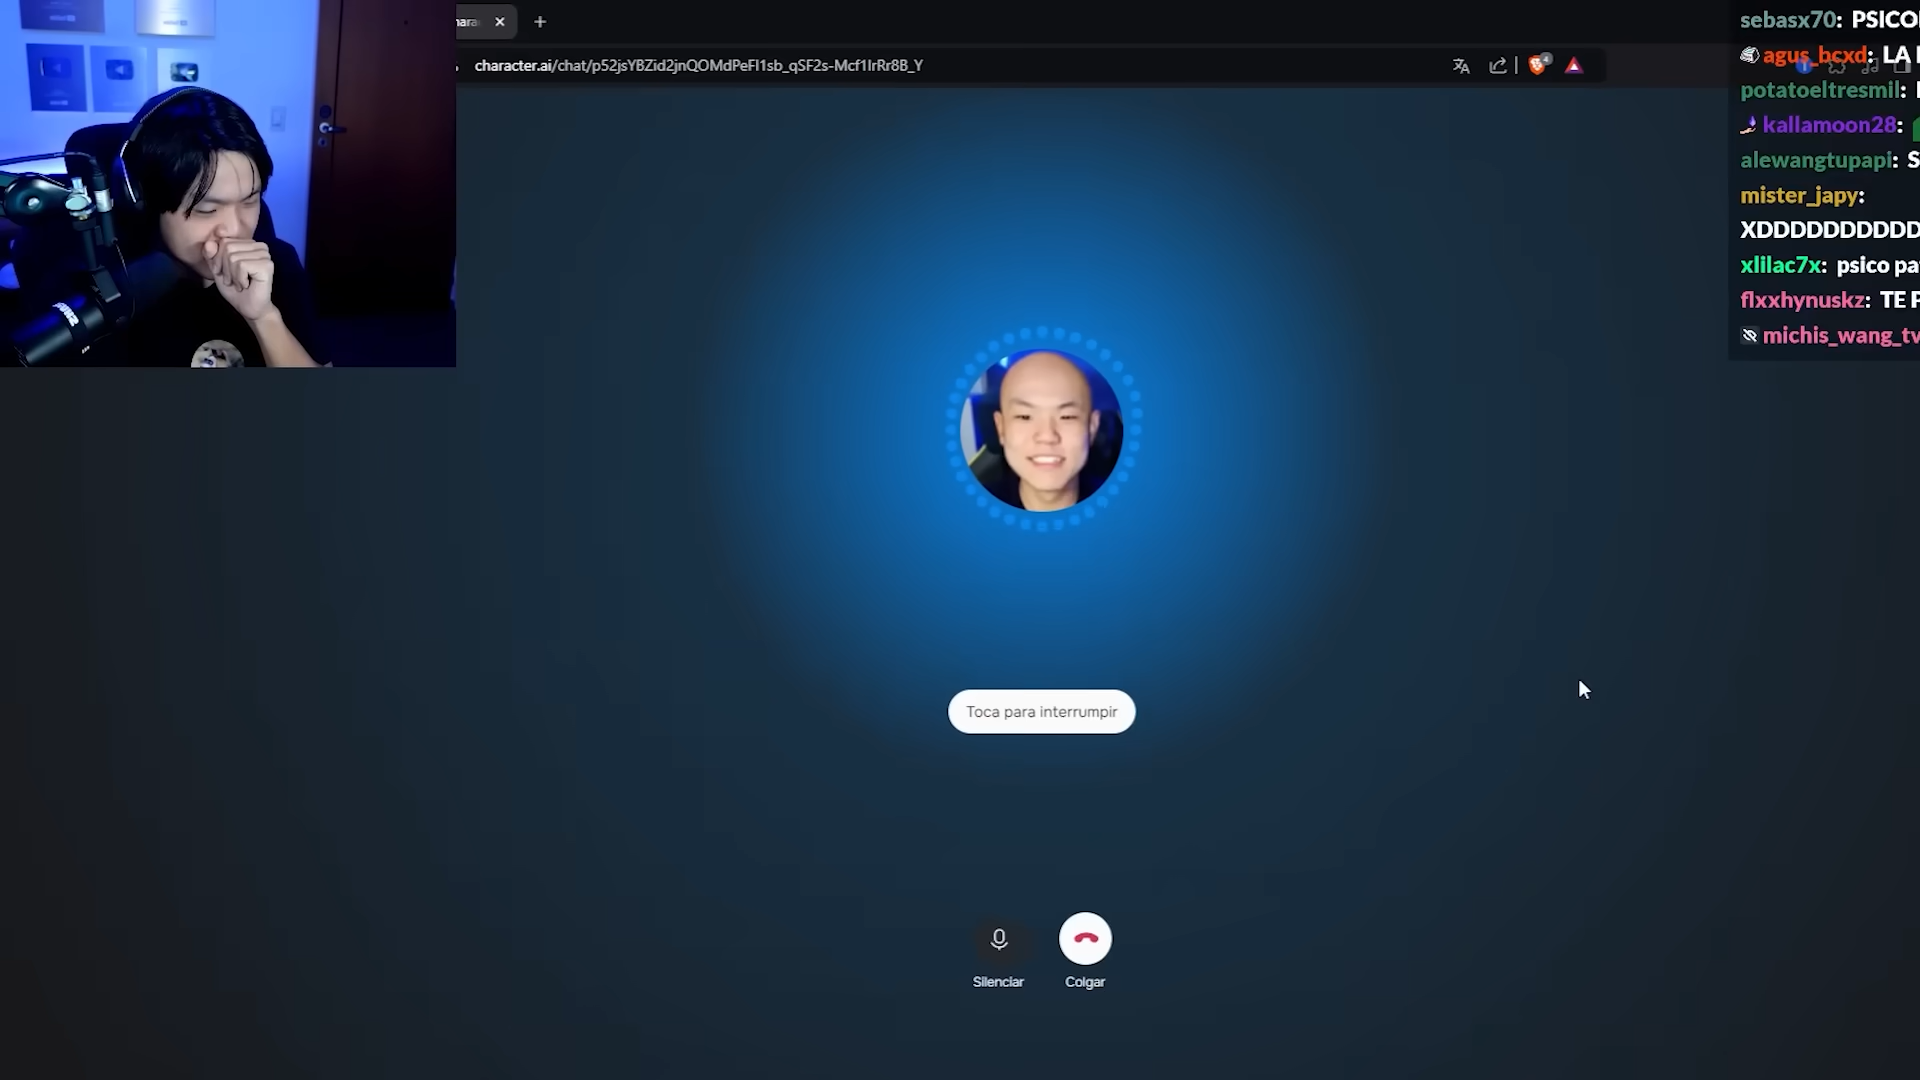 character.ai/chat/p52jsYBZid2jnQOMdPeFI1sb_qSF2s-Mcf1IrRr8B_Y
sebasx70: PSICO
agus_bcxd: LA
potatoeltresmil:
kallamoon28:
alewangtupapi: S
mister_japy:
XDDDDDDDDDD
xlilac7x: psico pa
flxxhynuskz: TE
michis_wang_tv
Toca para interrumpir
Silenciar
Colgar